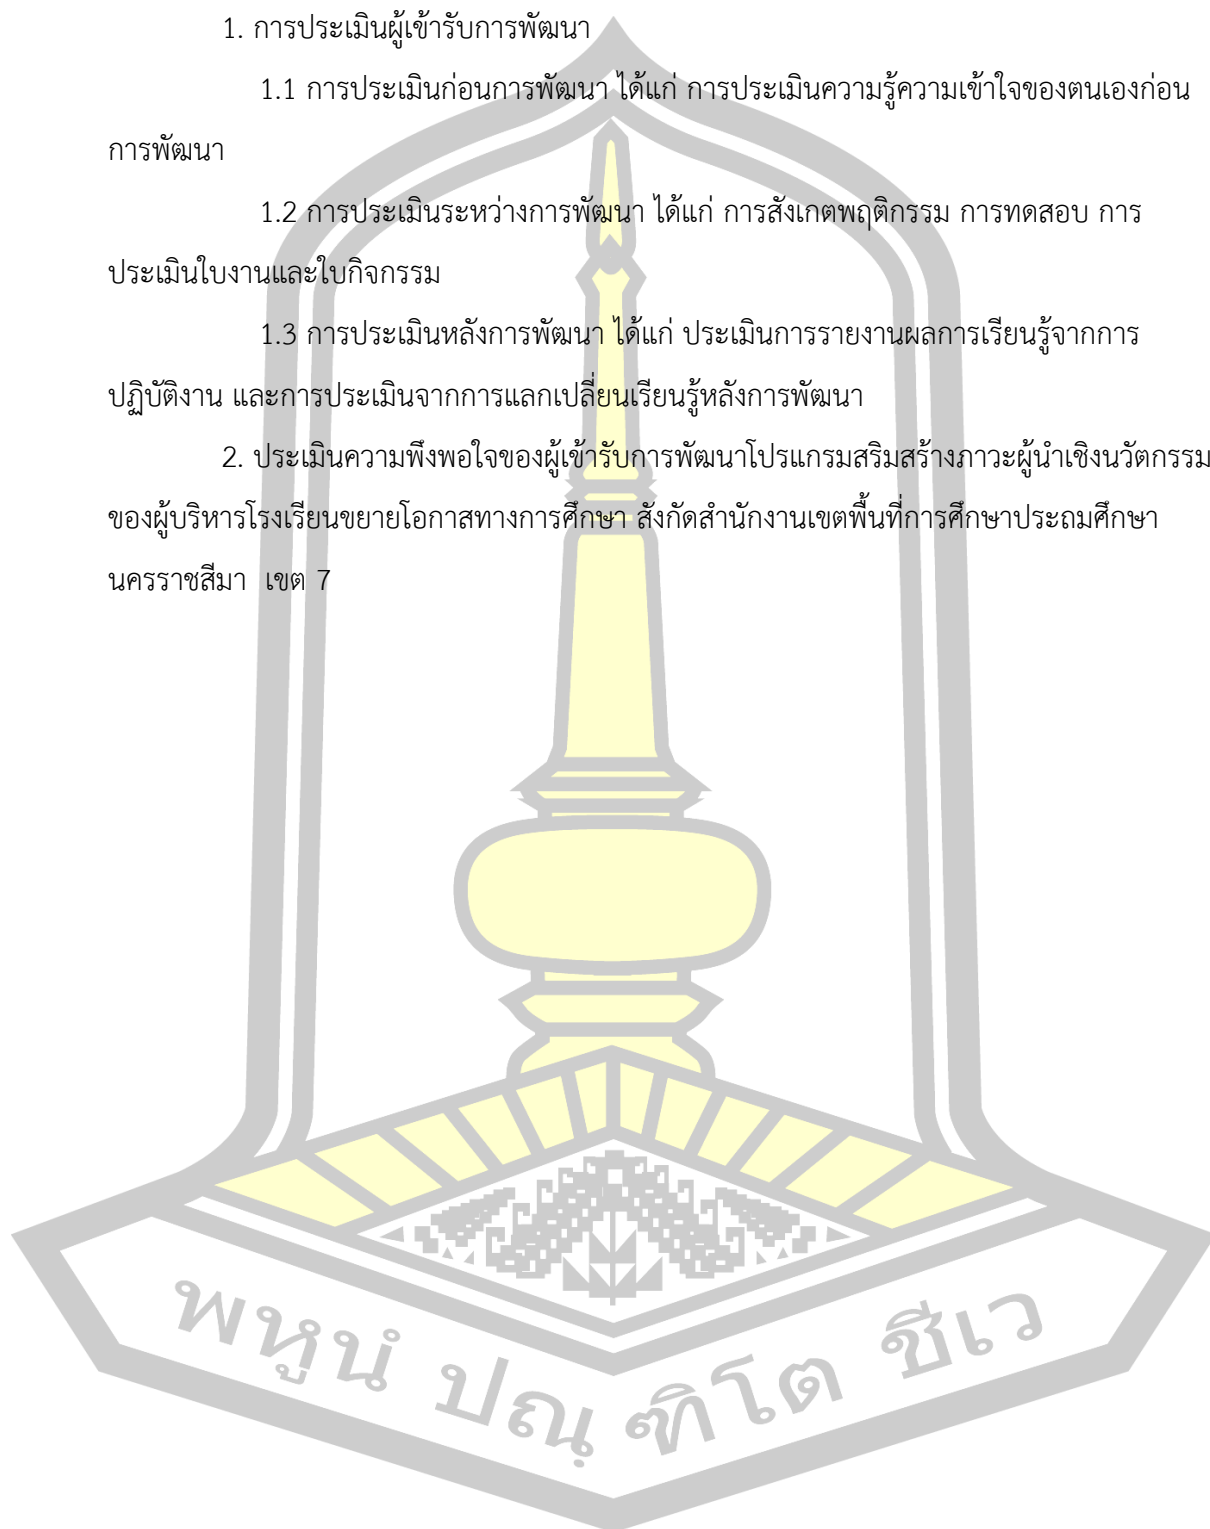 1. การประเมินผู้เข้ารับการพัฒนา
1.1 การประเมินก่อนการพัฒนา ได้แก่ การประเมินความรู้ความเข้าใจของตนเองก่อน
การพัฒนา
1.2 การประเมินระหว่างการพัฒนา ได้แก่ การสังเกตพฤติกรรม การทดสอบ การ
ประเมินใบงานและใบกิจกรรม
1.3 การประเมินหลังการพัฒนา ได้แก่ ประเมินการรายงานผลการเรียนรู้จากการ
ปฏิบัติงาน และการประเมินจากการแลกเปลี่ยนเรียนรู้หลังการพัฒนา
2. ประเมินความพึงพอใจของผู้เข้ารับการพัฒนาโปรแกรมสริมสร้างภาวะผู้นำเชิงนวัตกรรม
ของผู้บริหารโรงเรียนขยายโอกาสทางการศึกษา สังกัดสำนักงานเขตพื้นที่การศึกษาประถมศึกษา
นครราชสีมา เขต 7
พหูนํ ปณฺฑิโต ชีเว